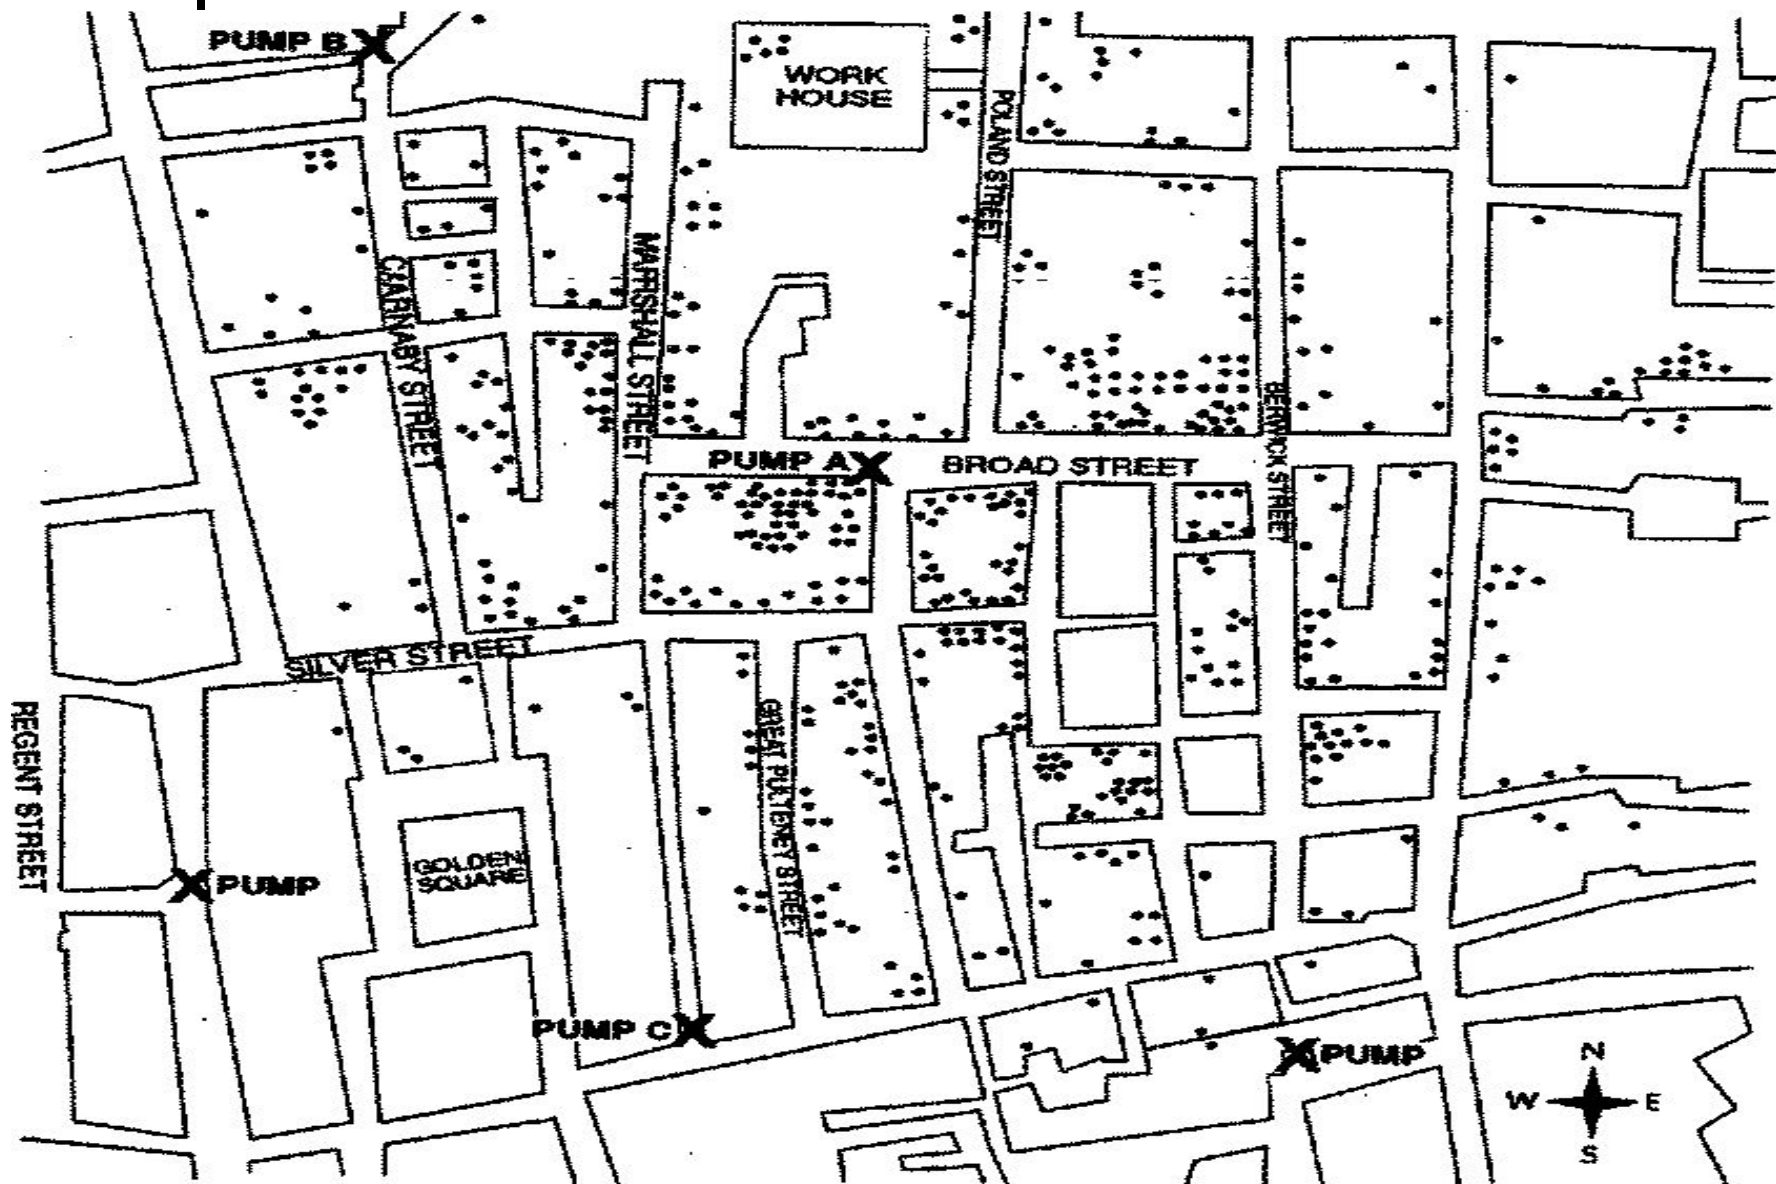 PUMP B
WORK
HOUSE
POLAND STREET
MARSHALL STREET
CARNABY STREET
BERWICK STREET
PUMP A
BROAD STREET
SILVER STREET
REGENT STREET
GREAT PULTENEY STREET
GOLDEN
SQUARE
PUMP
PUMP C
PUMP
N
W
E
S